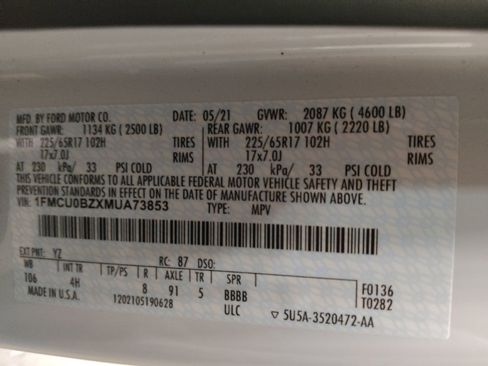 MFD. BY FORD MOTOR CO. DATE: 05/21 GVWR: 2087 KG (4600 LB)
FRONT GAWR: 1134 KG (2500 LB) REAR GAWR: 1007 KG (2220 LB)
WITH 225/65R17 102H TIRES WITH 225/65R17 102H TIRES
17x7.0J RIMS 17x7.0J RIMS
AT 230 kPa/ 33 PSI COLD AT 230 kPa/ 33 PSI COLD
THIS VEHICLE CONFORMS TO ALL APPLICABLE FEDERAL MOTOR VEHICLE SAFETY AND THEFT
PREVENTION STANDARDS IN EFFECT ON THE DATE OF MANUFACTURE SHOWN ABOVE.
VIN: 1FMCU0BZXMUA73853 TYPE: MPV
EXT PNT: YZ RC: 87 DSO:
WB INT TR TP/PS R AXLE TR SPR F0136
T06 4H 8 91 5 BBBB T0282
MADE IN U.S.A. 1202105190628 ULC ▽ 5U5A-3520472-AA